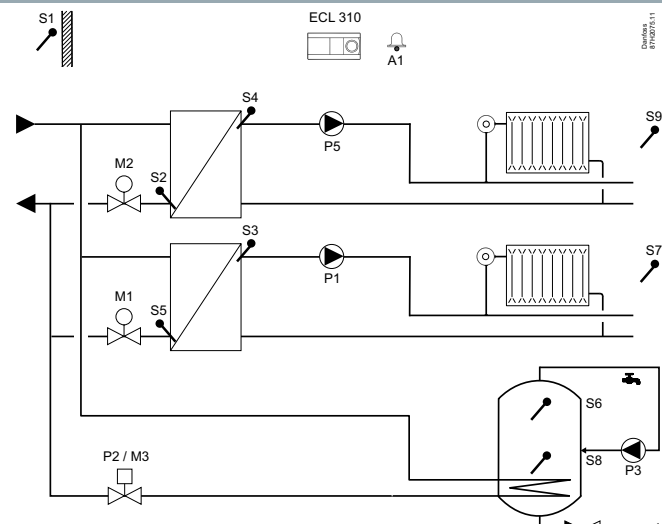 S1
ECL 310
A1
Danfoss
87H2075.11
S4
S9
P5
M2
S2
S3
S7
P1
M1
S5
S6
P2 / M3
S8
P3